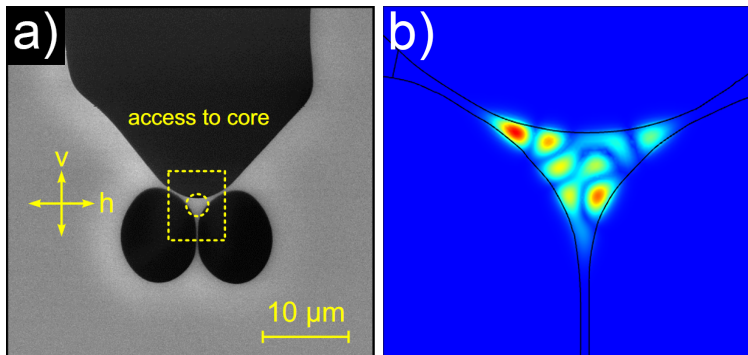 a)
b)
access to core
v
h
10 μm